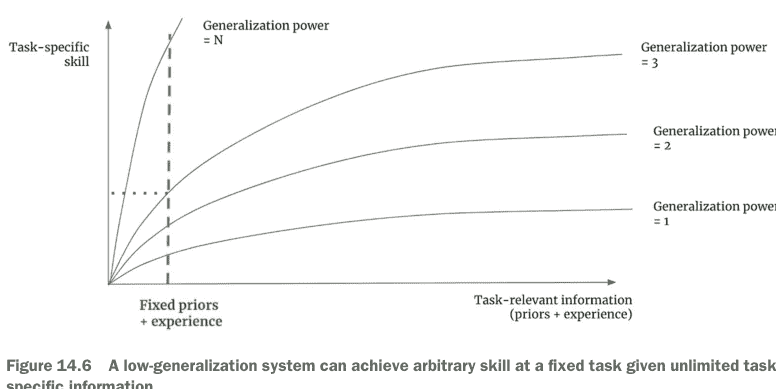 Task-specific
skill
Generalization power
= N
Generalization power
= 3
Generalization power
= 2
Generalization power
= 1
Fixed priors
+ experience
Task-relevant information
(priors + experience)
Figure 14.6 A low-generalization system can achieve arbitrary skill at a fixed task given unlimited task-
specific information